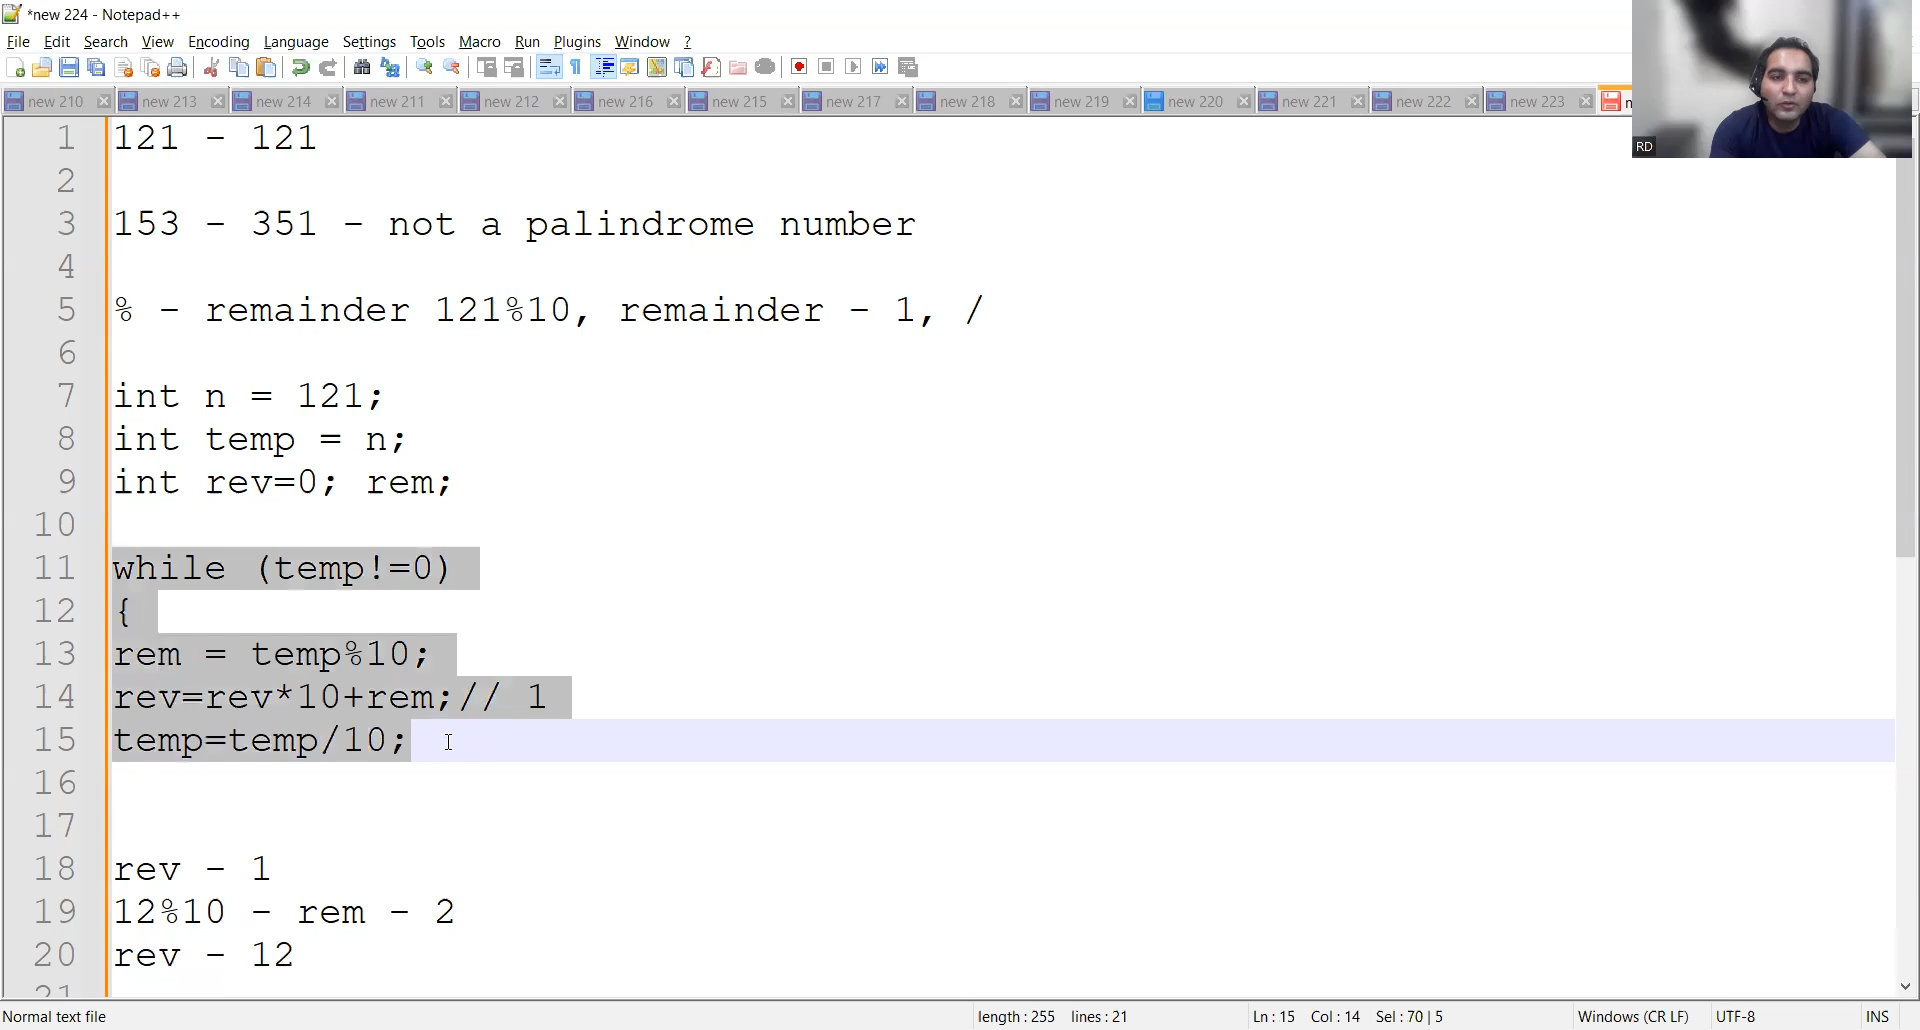 *new 224 - Notepad++
File Edit Search View Encoding Language Settings Tools Macro Run Plugins Window ?
new 210 new 213 new 214 new 211 new 212 new 216 new 215 new 217 new 218 new 219 new 220 new 221 new 222 new 223
RD
1 121 - 121
2
3 153 - 351 - not a palindrome number
4
5 % - remainder 121%10, remainder - 1, /
6
7 int n = 121;
8 int temp = n;
9 int rev=0; rem;
10
11 while (temp!=0)
12 {
13 rem = temp%10;
14 rev=rev*10+rem;// 1
15 temp=temp/10;
16
17
18 rev - 1
19 12%10 - rem - 2
20 rev - 12
21
Normal text file length : 255 lines : 21 Ln : 15 Col : 14 Sel : 70 | 5 Windows (CR LF) UTF-8 INS